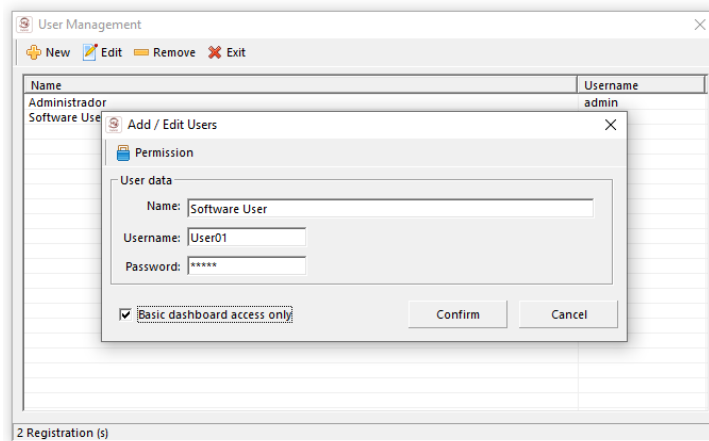 User Management
New Edit Remove Exit
Name Username
Administrador admin
Software Use
Add / Edit Users
Permission
User data
Name: Software User
Username: User01
Password: *****
Basic dashboard access only
Confirm Cancel
2 Registration (s)